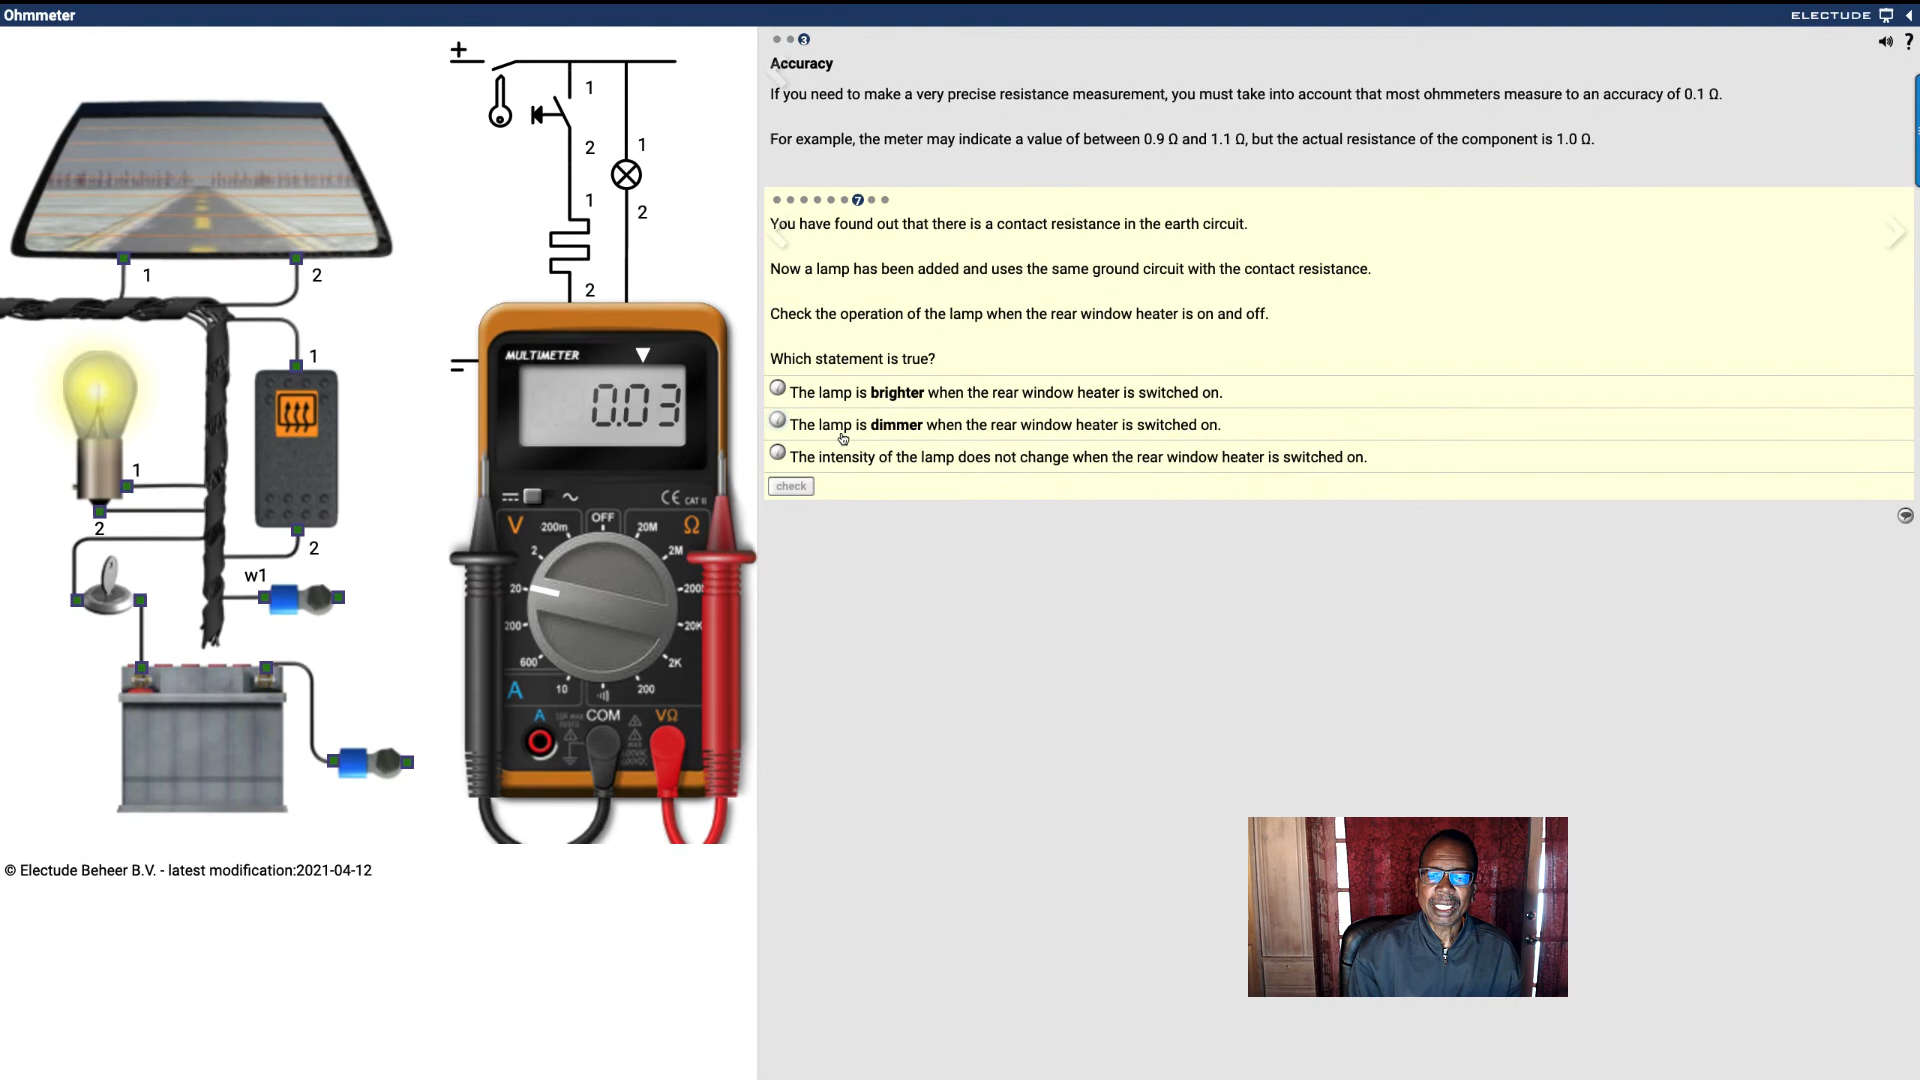 Ohmmeter
ELECTUDE
3
?
Accuracy
If you need to make a very precise resistance measurement, you must take into account that most ohmmeters measure to an accuracy of 0.1 Ω.
For example, the meter may indicate a value of between 0.9 Ω and 1.1 Ω, but the actual resistance of the component is 1.0 Ω.
7
You have found out that there is a contact resistance in the earth circuit.
Now a lamp has been added and uses the same ground circuit with the contact resistance.
Check the operation of the lamp when the rear window heater is on and off.
Which statement is true?
The lamp is brighter when the rear window heater is switched on.
The lamp is dimmer when the rear window heater is switched on.
The intensity of the lamp does not change when the rear window heater is switched on.
check
1
2
1
2
1
2
w1
+
1
2
1
2
1
2
MULTIMETER
0.03
CE CAT II
V 200m OFF 20M Ω
2 2M
20
200 20K
600 2K
A 10 200
A COM VΩ
© Electude Beheer B.V. - latest modification:2021-04-12